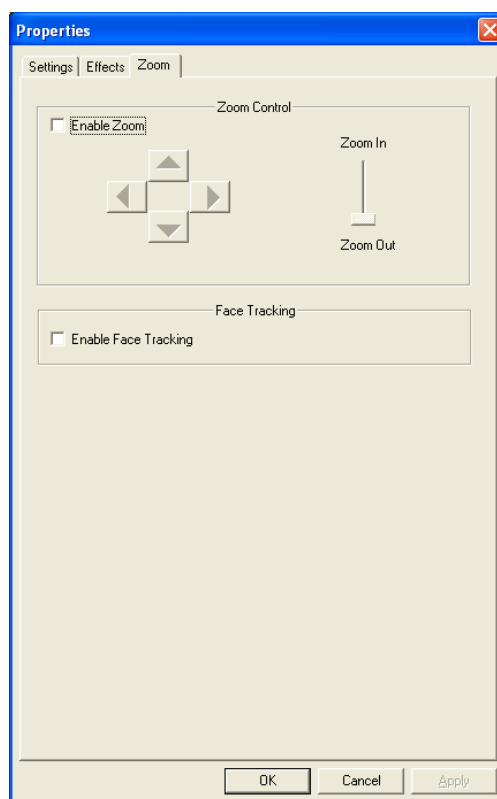 Properties
Settings Effects Zoom
Zoom Control
Enable Zoom
Zoom In
Zoom Out
Face Tracking
Enable Face Tracking
OK Cancel Apply